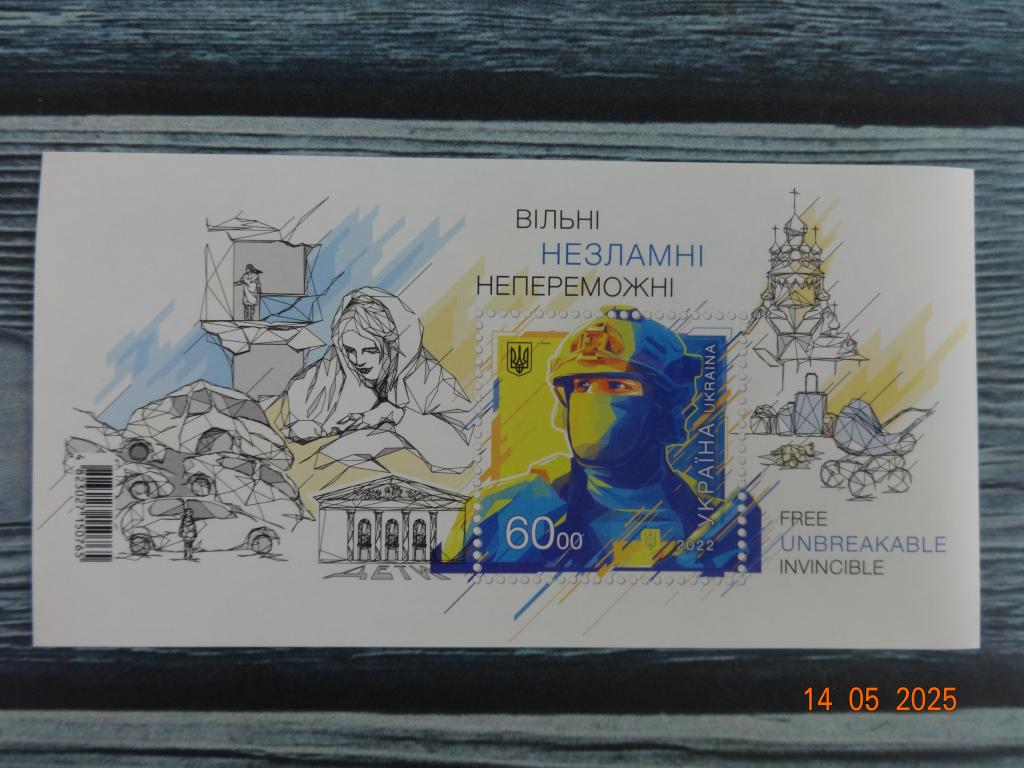 ВІЛЬНІ
НЕЗЛАМНІ
НЕПЕРЕМОЖНІ
УКРАЇНА UKRAINA
60 00
2022
ДЕТИ
FREE
UNBREAKABLE
INVINCIBLE
14 05 2025